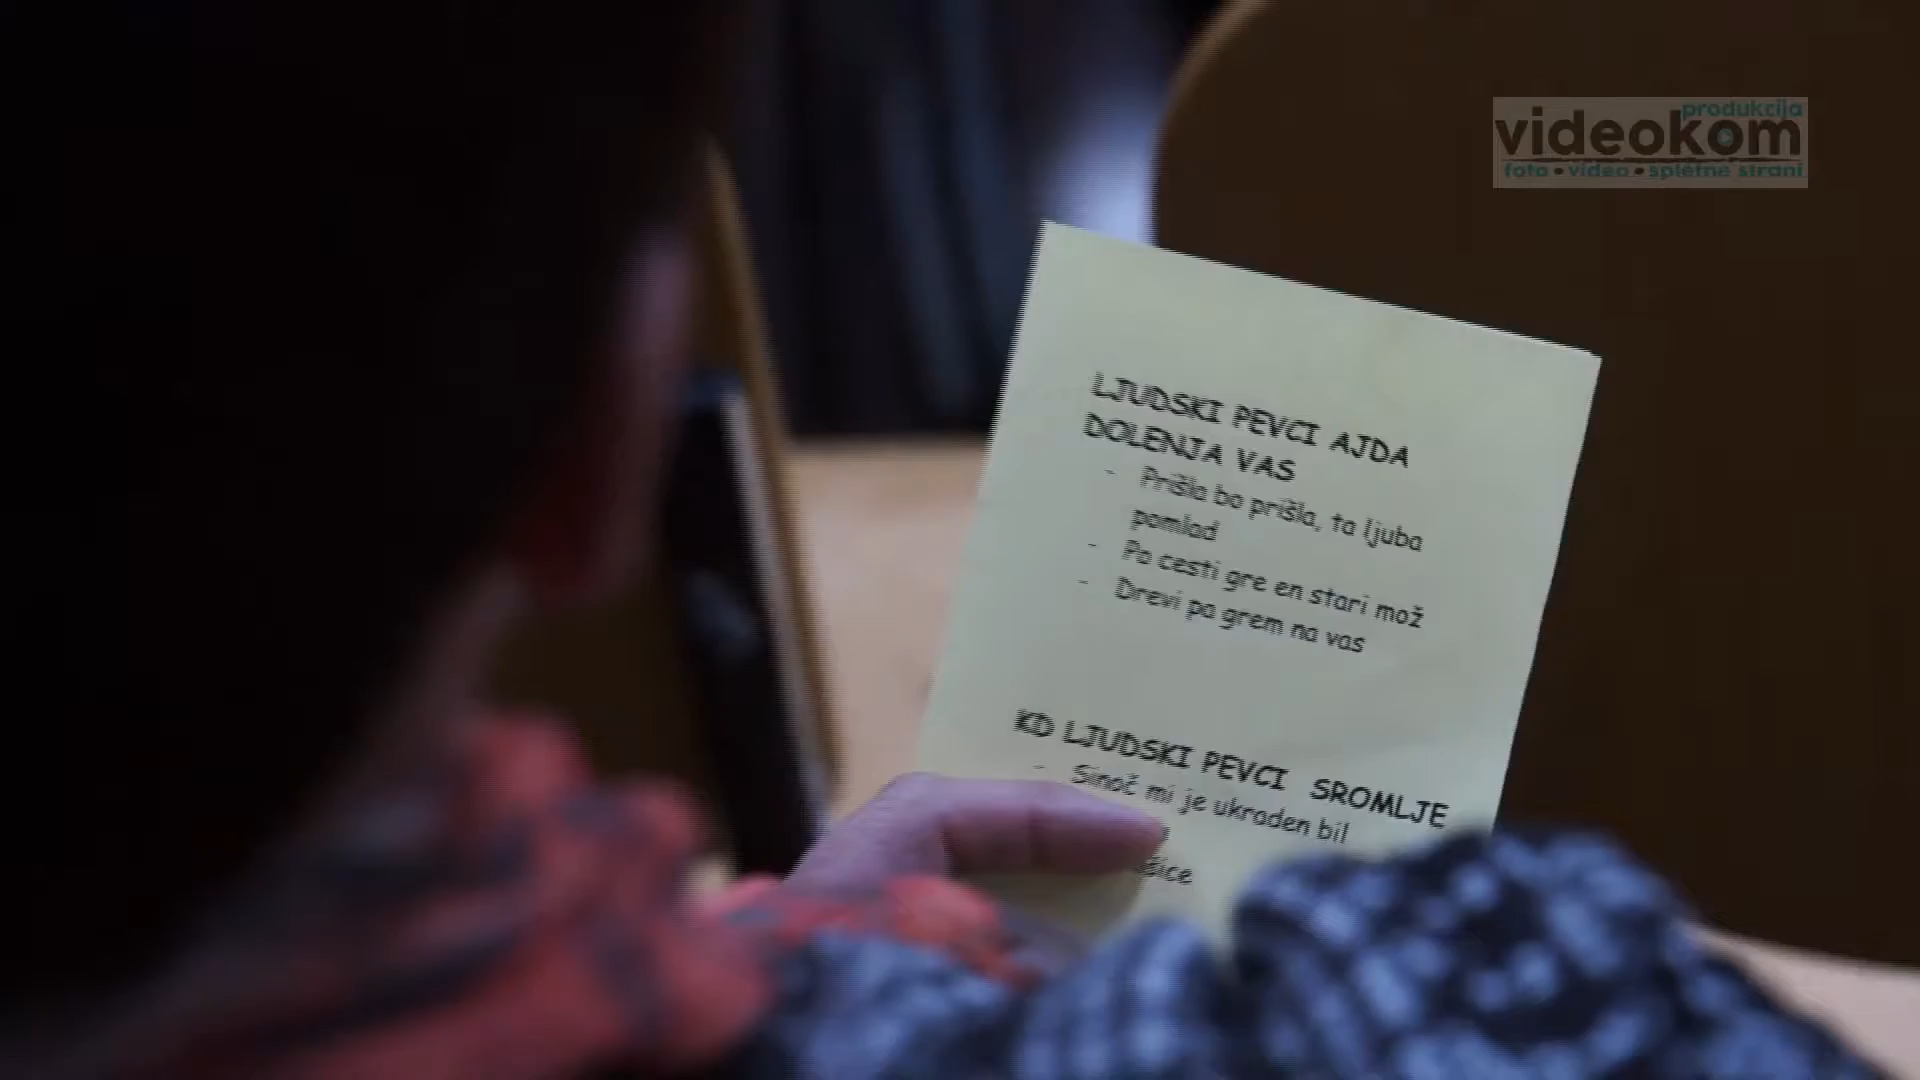 produkcija
videokom
foto • video • spletne strani
LJUDSKI PEVCI AJDA
DOLENJA VAS
- Prišla bo prišla, ta ljuba
pomlad
- Po cesti gre en stari mož
- Drevi pa grem na vas
KD LJUDSKI PEVCI SROMLJE
- Sinoč mi je ukraden bil